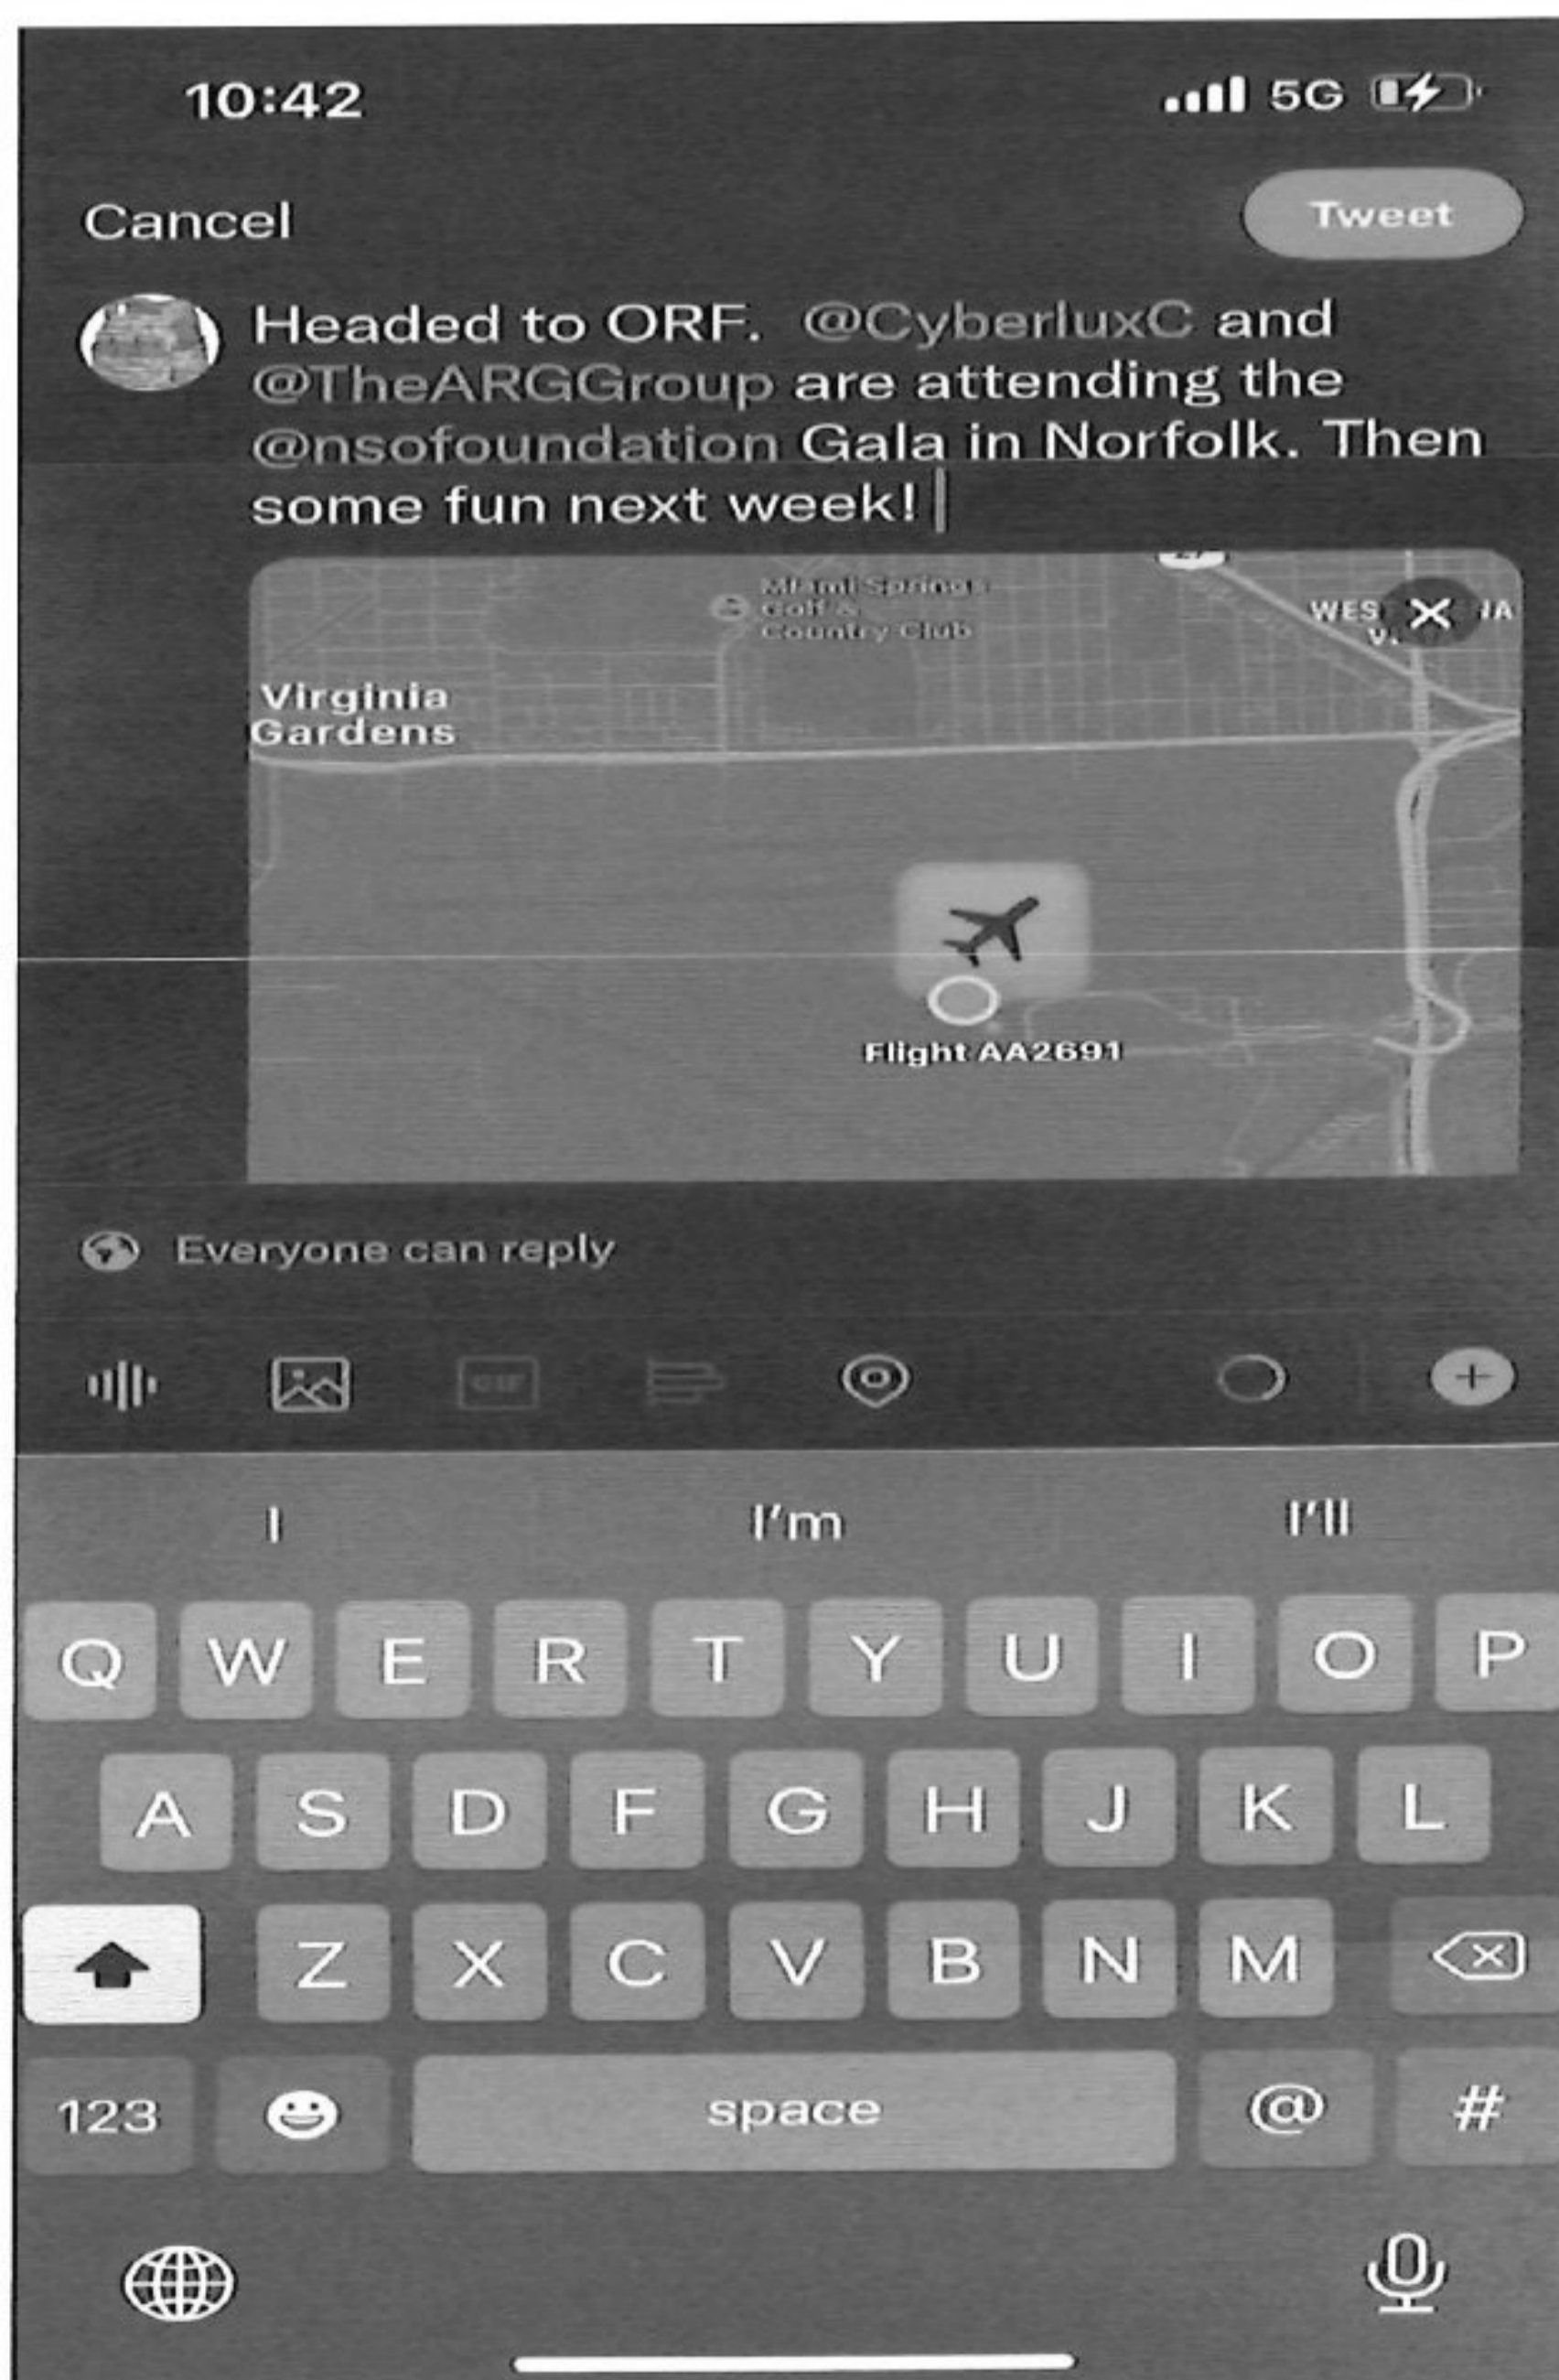 10:42
5G
Cancel
Tweet
Headed to ORF.  @CyberluxC and
@TheARGGroup are attending the
@nsofoundation Gala in Norfolk. Then
some fun next week!
Miami Springs
Golf &
Country Club
WES
Virginia
Gardens
Flight AA2691
Everyone can reply
GIF
I I'm I'll
Q W E R T Y U I O P
A S D F G H J K L
Z X C V B N M
123 space @ #